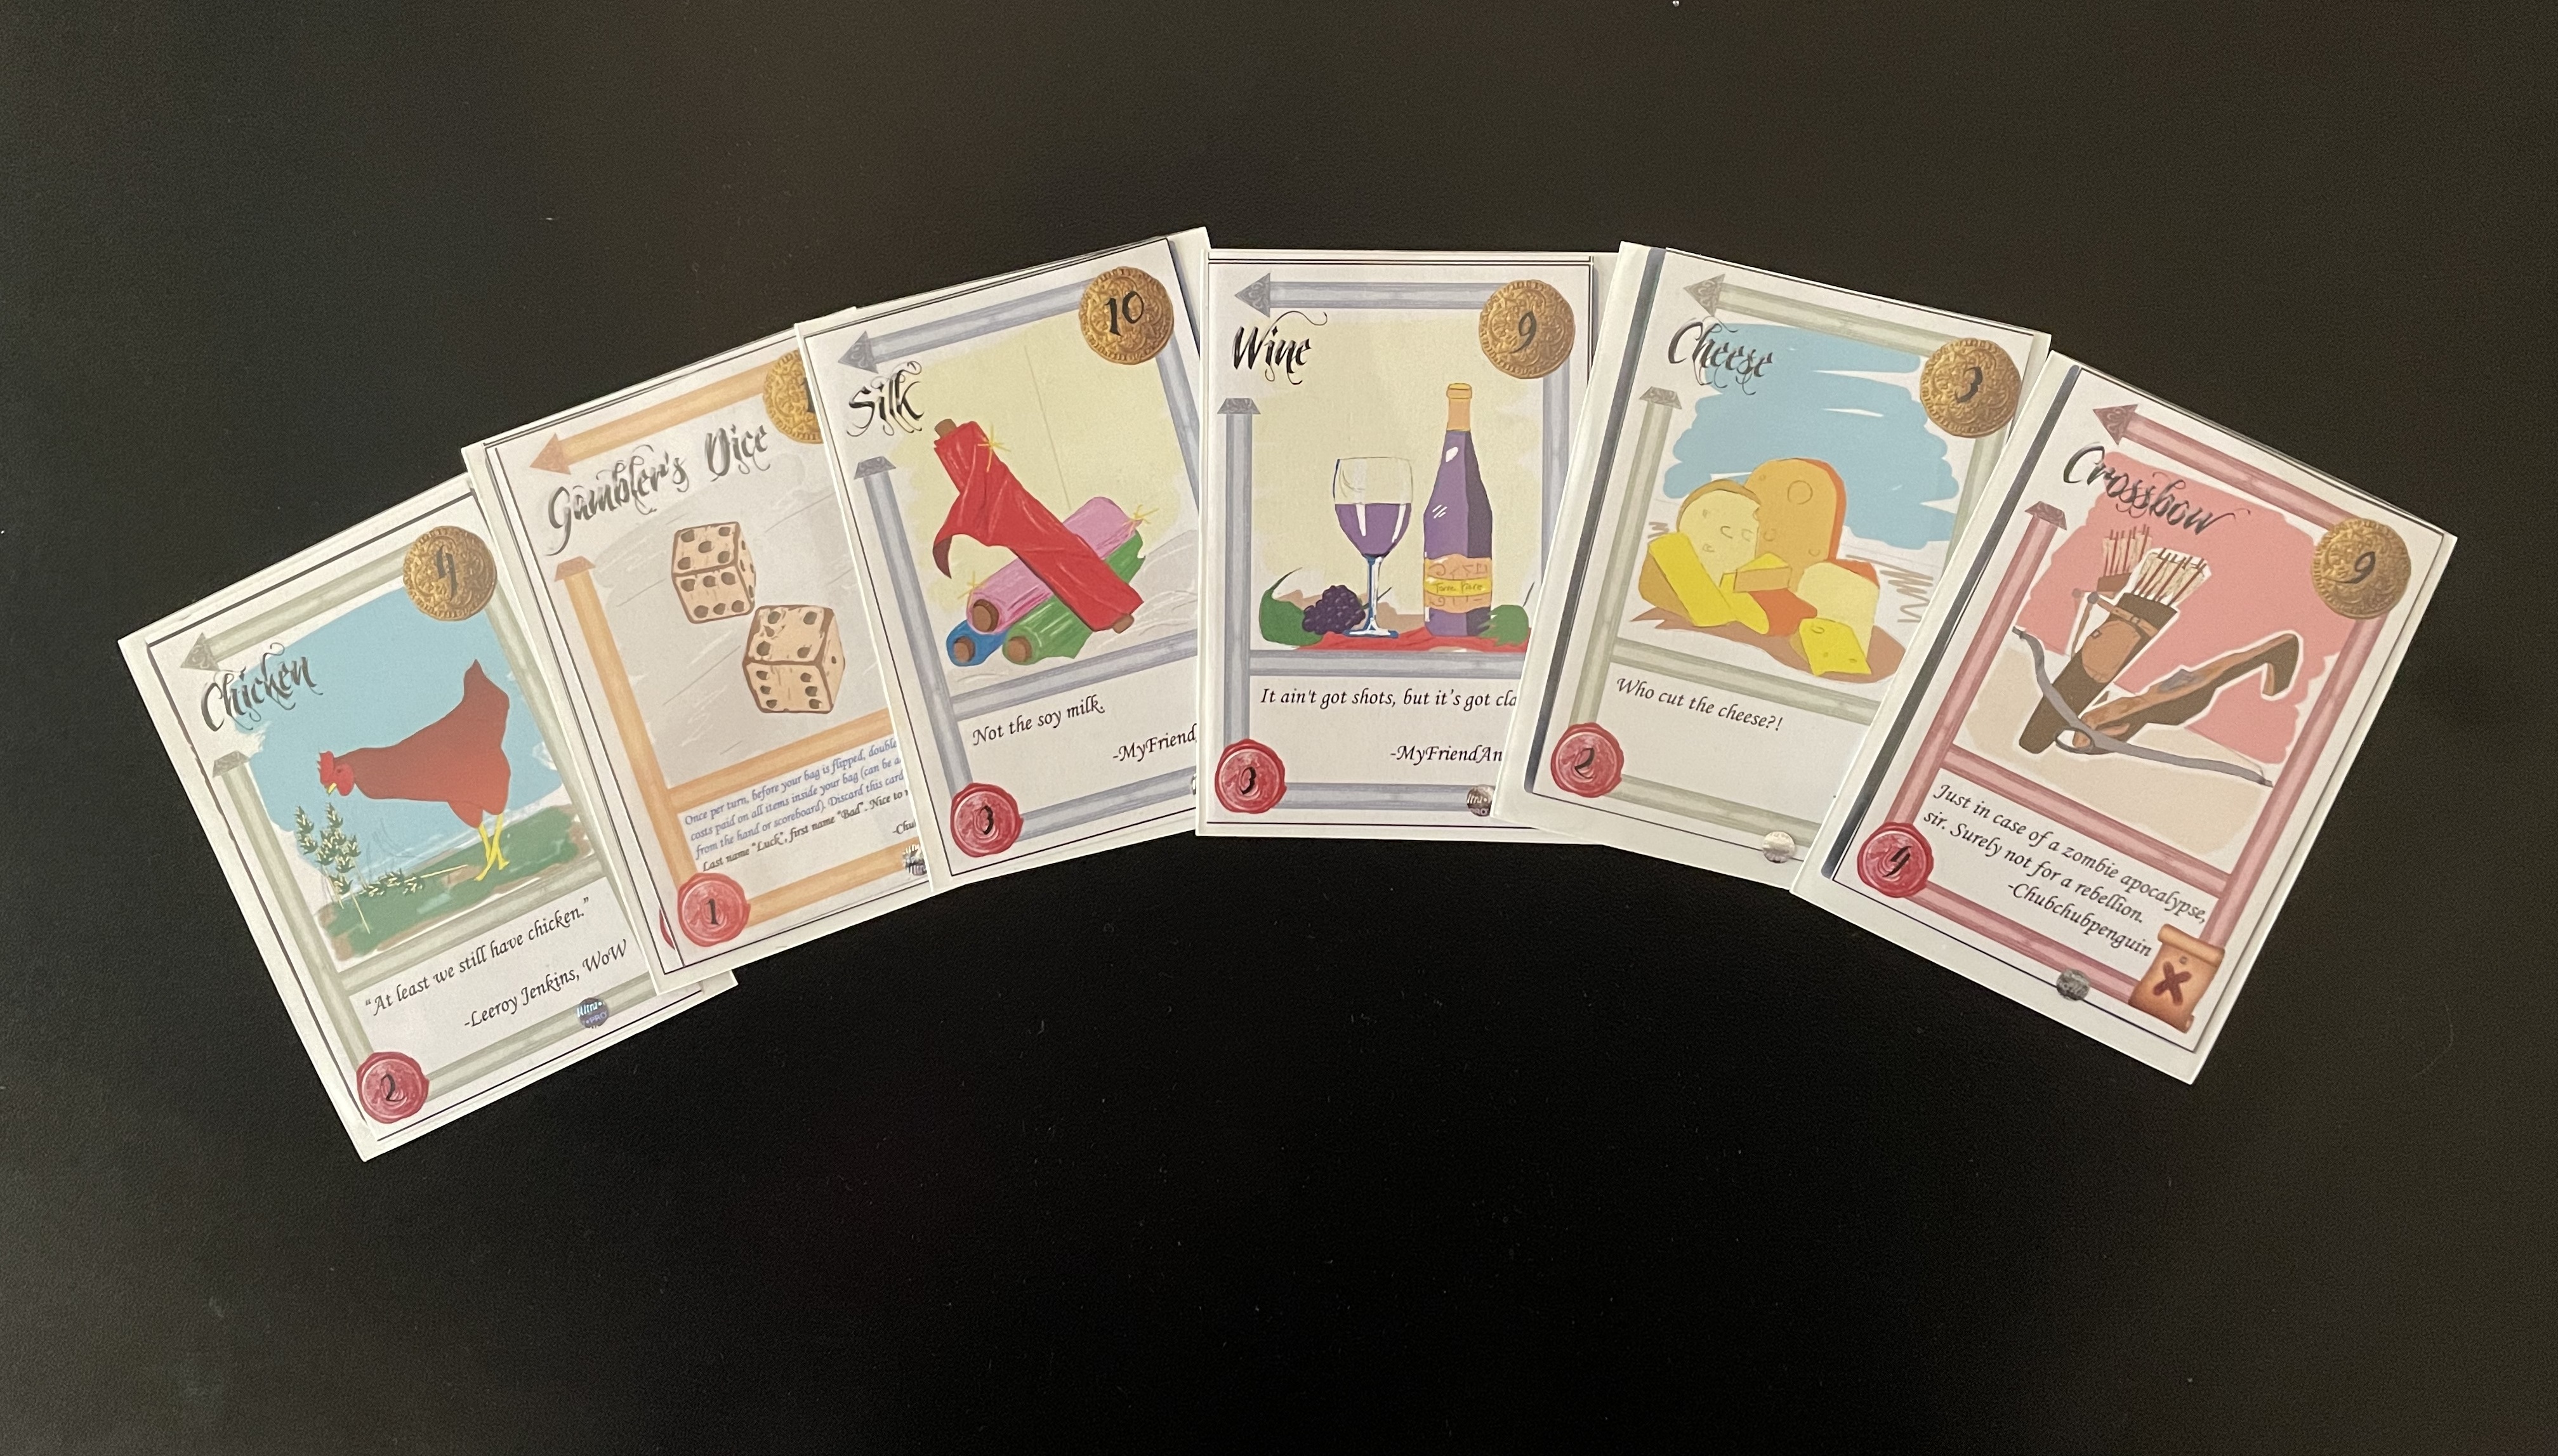 4
Chicken
"At least we still have chicken."
-Leeroy Jenkins, WoW
Ultra
PRO
2
Gambler's Dice
Once per turn, before your bag is flipped, double
costs paid on all items inside your bag (can be
from the hand or scoreboard). Discard this card
Last name "Luck", first name "Bad". Nice to
1
10
Silk
Not the soy milk.
-MyFriend
3
9
Wine
It ain't got shots, but it's got
-MyFriendAn
3
3
Cheese
Who cut the cheese?!
2
9
Crossbow
Just in case of a zombie apocalypse,
sir. Surely not for a rebellion.
-Chubchubpenguin
4
X